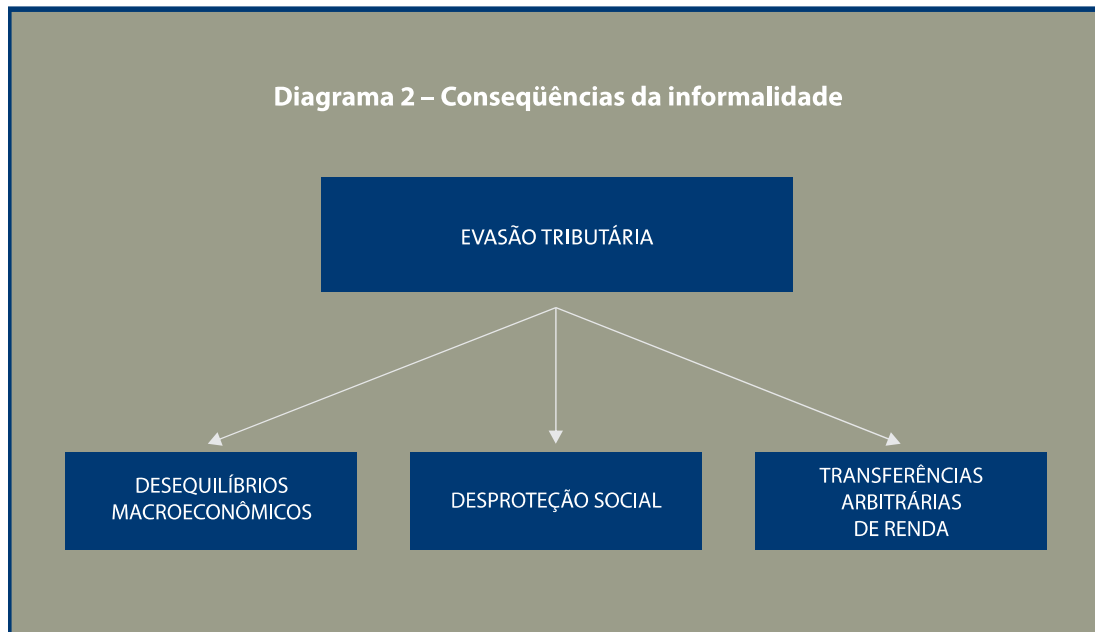 Diagrama 2 – Conseqüências da informalidade
EVASÃO TRIBUTÁRIA
DESEQUILÍBRIOS
MACROECONÔMICOS
DESPROTEÇÃO SOCIAL
TRANSFERÊNCIAS
ARBITRÁRIAS
DE RENDA